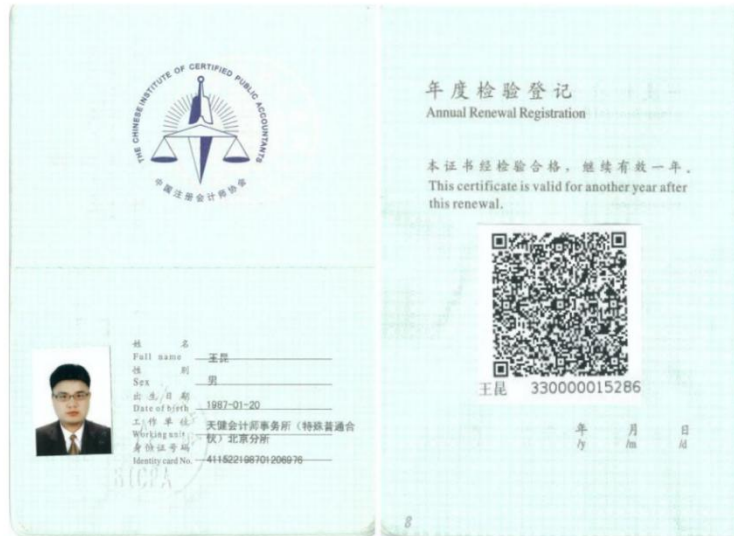 THE CHINESE INSTITUTE OF CERTIFIED PUBLIC ACCOUNTANTS
中国注册会计师协会
姓 名
Full name 王昆
性 别
Sex 男
出 生 日 期
Date of birth 1987-01-20
工 作 单 位
Working unit 天健会计师事务所（特殊普通合
伙）北京分所
身份证号码
Identity card No. 411522198701206976
BICPA
年度检验登记
Annual Renewal Registration
本证书经检验合格，继续有效一年。
This certificate is valid for another year after
this renewal.
王昆 330000015286
年 月 日
/y /m /d
8